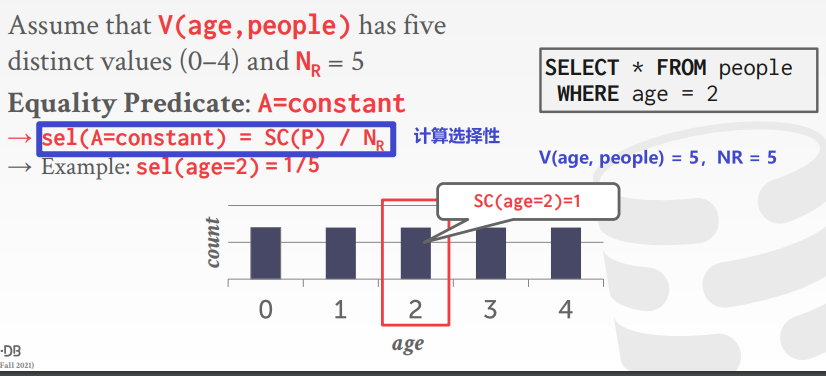 Assume that V(age,people) has five
distinct values (0–4) and NR = 5
SELECT * FROM people
WHERE age = 2
Equality Predicate: A=constant
→ sel(A=constant) = SC(P) / NR
计算选择性
→ Example: sel(age=2) = 1/5
V(age, people) = 5, NR = 5
SC(age=2)=1
count
0 1 2 3 4
age
·DB
Fall 2021)